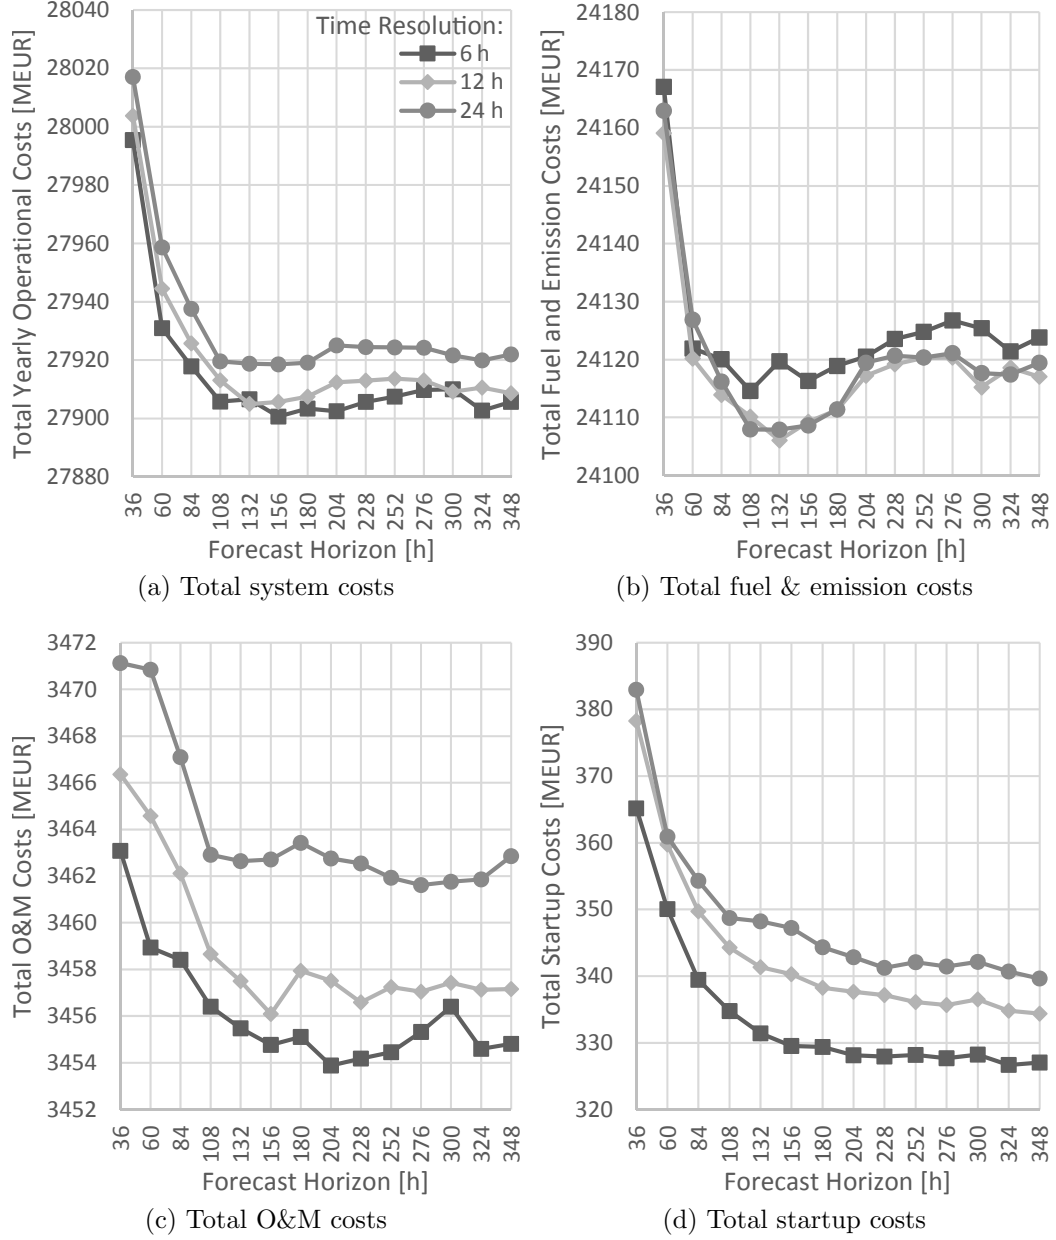 Total Yearly Operational Costs [MEUR]
28040
28020
28000
27980
27960
27940
27920
27900
27880
Time Resolution:
6 h
12 h
24 h
36 60 84 108 132 156 180 204 228 252 276 300 324 348
Forecast Horizon [h]
(a) Total system costs
Total Fuel and Emission Costs [MEUR]
24180
24170
24160
24150
24140
24130
24120
24110
24100
36 60 84 108 132 156 180 204 228 252 276 300 324 348
Forecast Horizon [h]
(b) Total fuel & emission costs
Total O&M Costs [MEUR]
3472
3470
3468
3466
3464
3462
3460
3458
3456
3454
3452
36 60 84 108 132 156 180 204 228 252 276 300 324 348
Forecast Horizon [h]
(c) Total O&M costs
Total Startup Costs [MEUR]
390
380
370
360
350
340
330
320
36 60 84 108 132 156 180 204 228 252 276 300 324 348
Forecast Horizon [h]
(d) Total startup costs